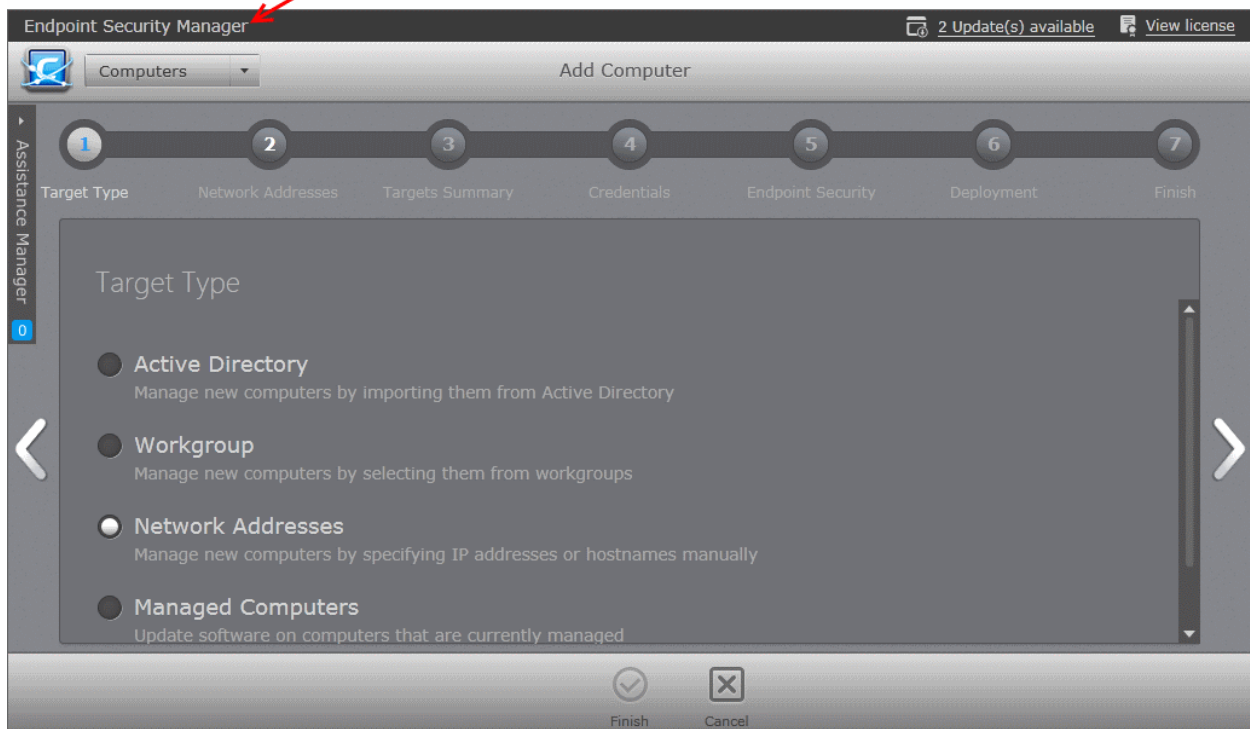 Endpoint Security Manager
2 Update(s) available
View license
Computers
Add Computer
Assistance Manager
0
1
2
3
4
5
6
7
Target Type
Network Addresses
Targets Summary
Credentials
Endpoint Security
Deployment
Finish
Target Type
Active Directory
Manage new computers by importing them from Active Directory
Workgroup
Manage new computers by selecting them from workgroups
Network Addresses
Manage new computers by specifying IP addresses or hostnames manually
Managed Computers
Update software on computers that are currently managed
Finish
Cancel